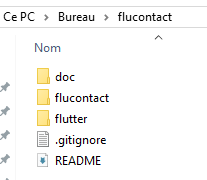 Ce PC > Bureau > flucontact
Nom
doc
flucontact
flutter
.gitignore
README